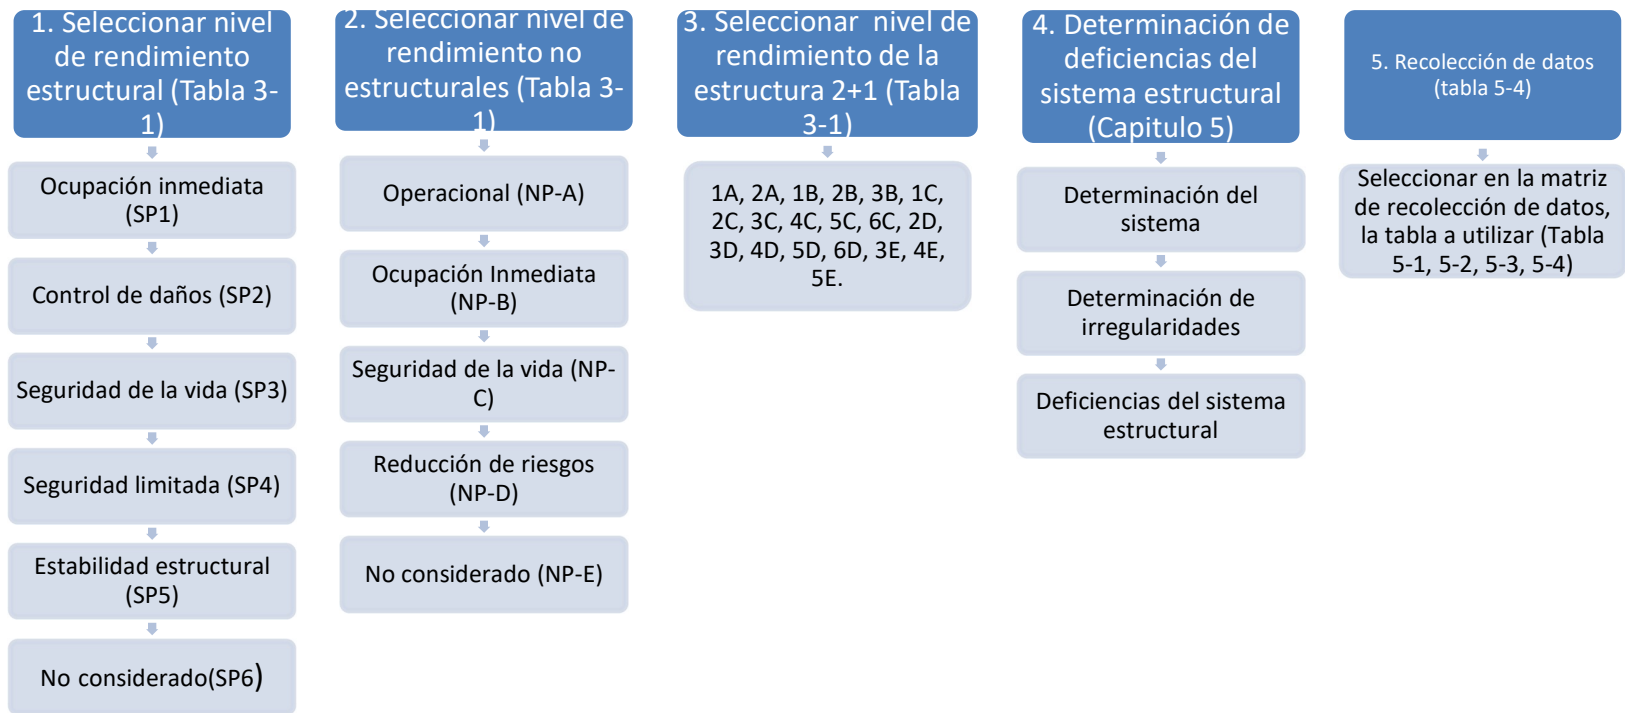 1. Seleccionar nivel
de rendimiento
estructural (Tabla 3-
1)
Ocupación inmediata
(SP1)
Control de daños (SP2)
Seguridad de la vida (SP3)
Seguridad limitada (SP4)
Estabilidad estructural
(SP5)
No considerado(SP6)
2. Seleccionar nivel de
rendimiento no
estructurales (Tabla 3-
1)
Operacional (NP-A)
Ocupación Inmediata
(NP-B)
Seguridad de la vida (NP-
C)
Reducción de riesgos
(NP-D)
No considerado (NP-E)
3. Seleccionar nivel de
rendimiento de la
estructura 2+1 (Tabla
3-1)
1A, 2A, 1B, 2B, 3B, 1C,
2C, 3C, 4C, 5C, 6C, 2D,
3D, 4D, 5D, 6D, 3E, 4E,
5E.
4. Determinación de
deficiencias del
sistema estructural
(Capitulo 5)
Determinación del
sistema
Determinación de
irregularidades
Deficiencias del sistema
estructural
5. Recolección de datos
(tabla 5-4)
Seleccionar en la matriz
de recolección de datos,
la tabla a utilizar (Tabla
5-1, 5-2, 5-3, 5-4)